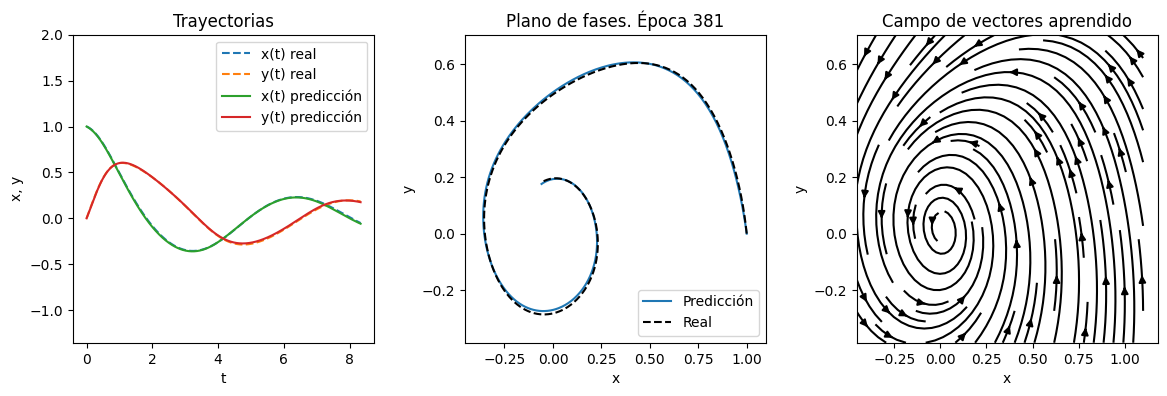 Trayectorias
2.0
1.5
1.0
0.5
0.0
−0.5
−1.0
x, y
0
2
4
6
8
t
x(t) real
y(t) real
x(t) predicción
y(t) predicción
Plano de fases. Época 381
0.6
0.4
0.2
0.0
−0.2
y
−0.25
0.00
0.25
0.50
0.75
1.00
x
Predicción
Real
Campo de vectores aprendido
0.6
0.4
0.2
0.0
−0.2
y
−0.25
0.00
0.25
0.50
0.75
1.00
x